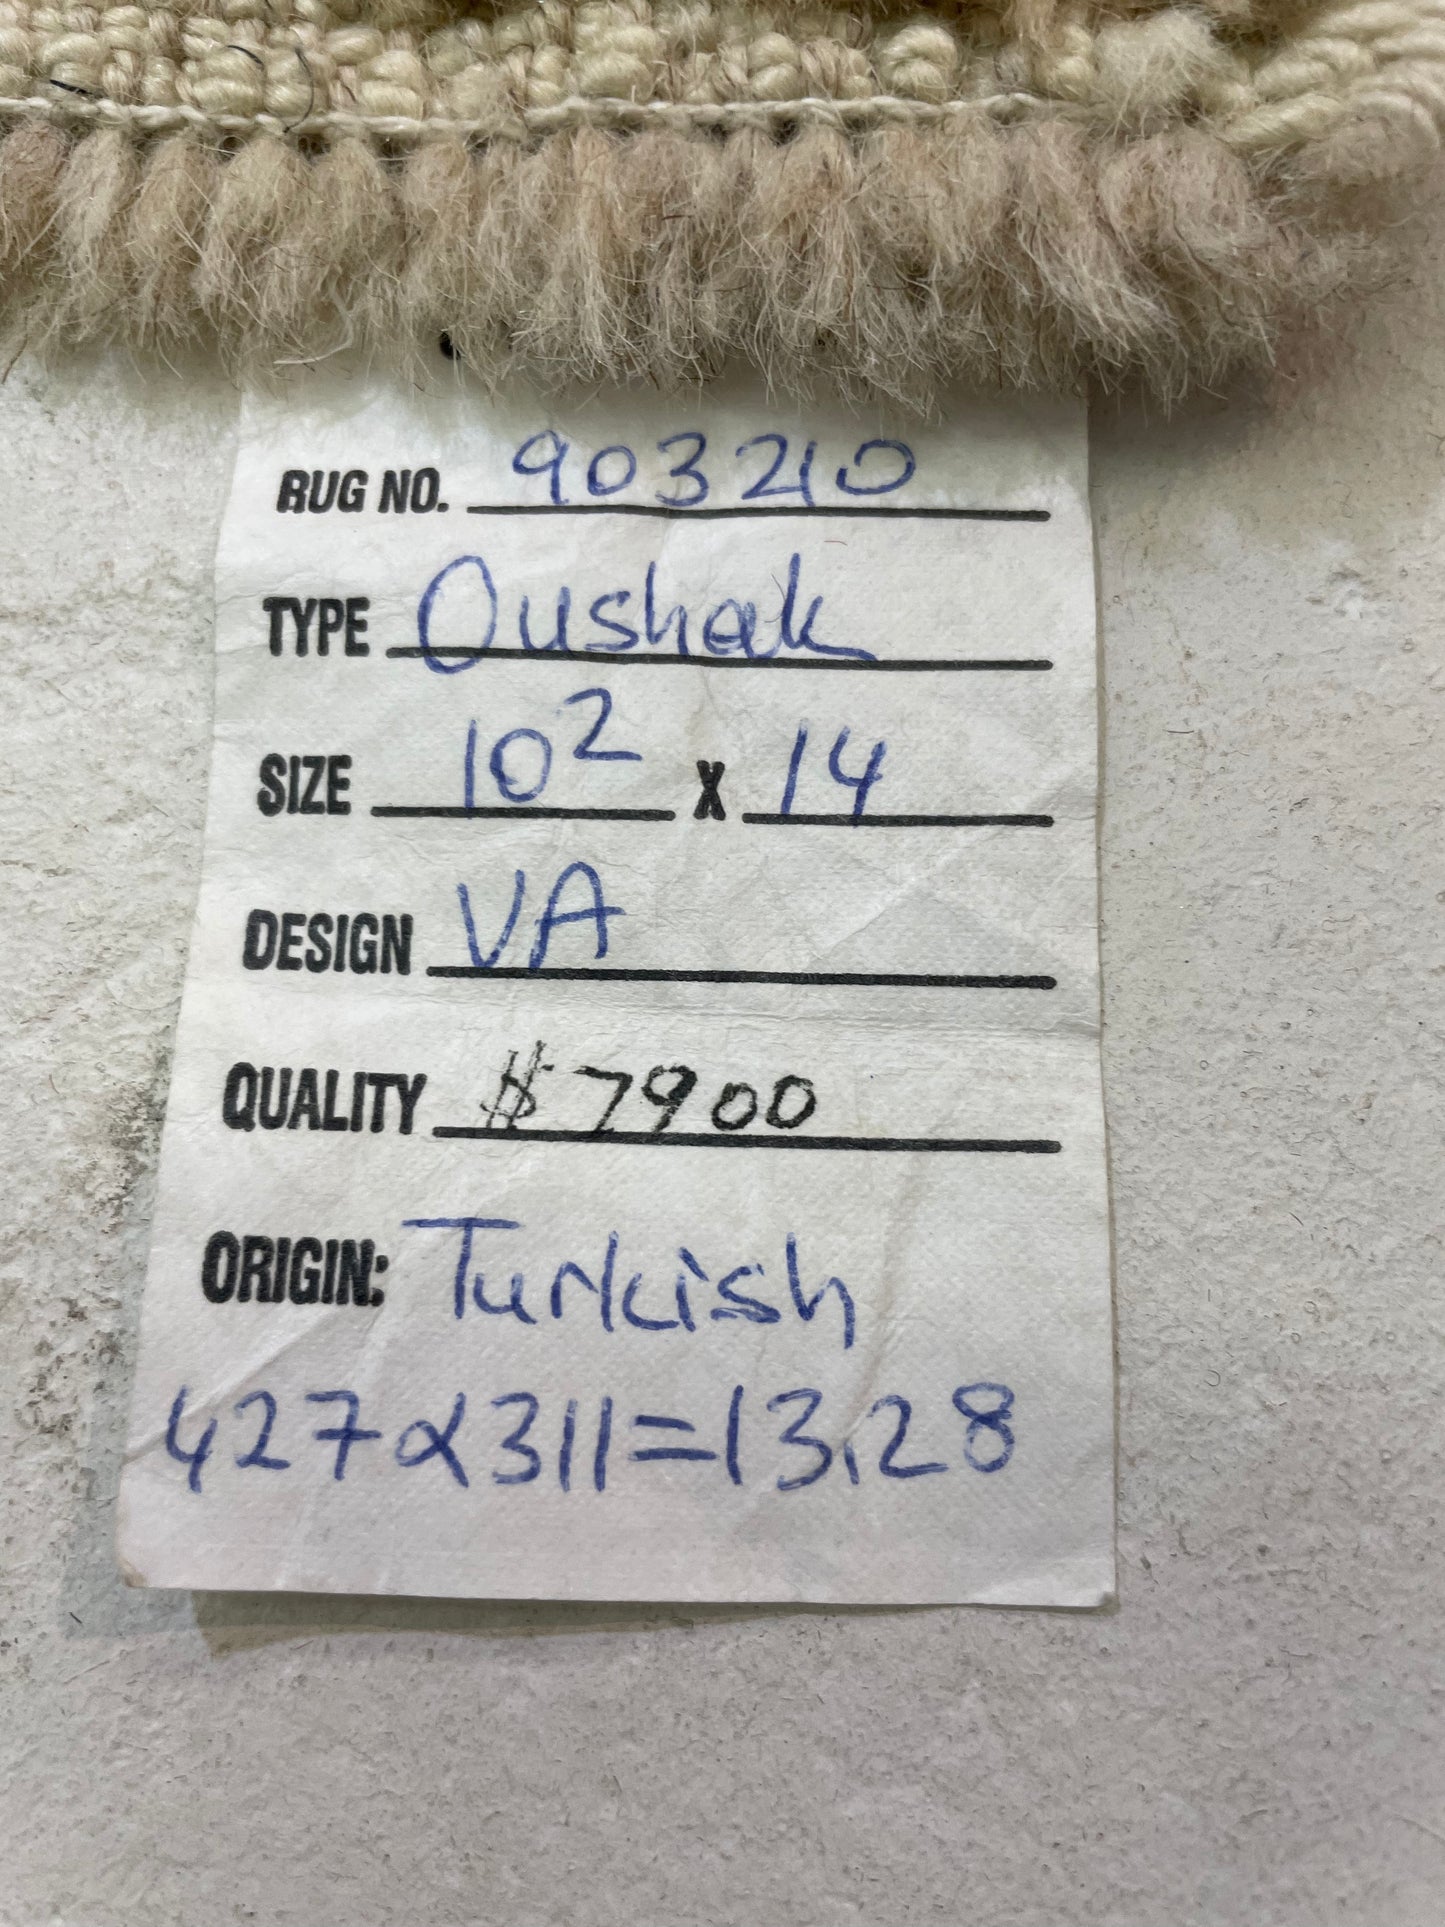 RUG NO. 903210
TYPE Oushak
SIZE 10² X 14
DESIGN VA
QUALITY $7900
ORIGIN: Turkish
427x311=13.28